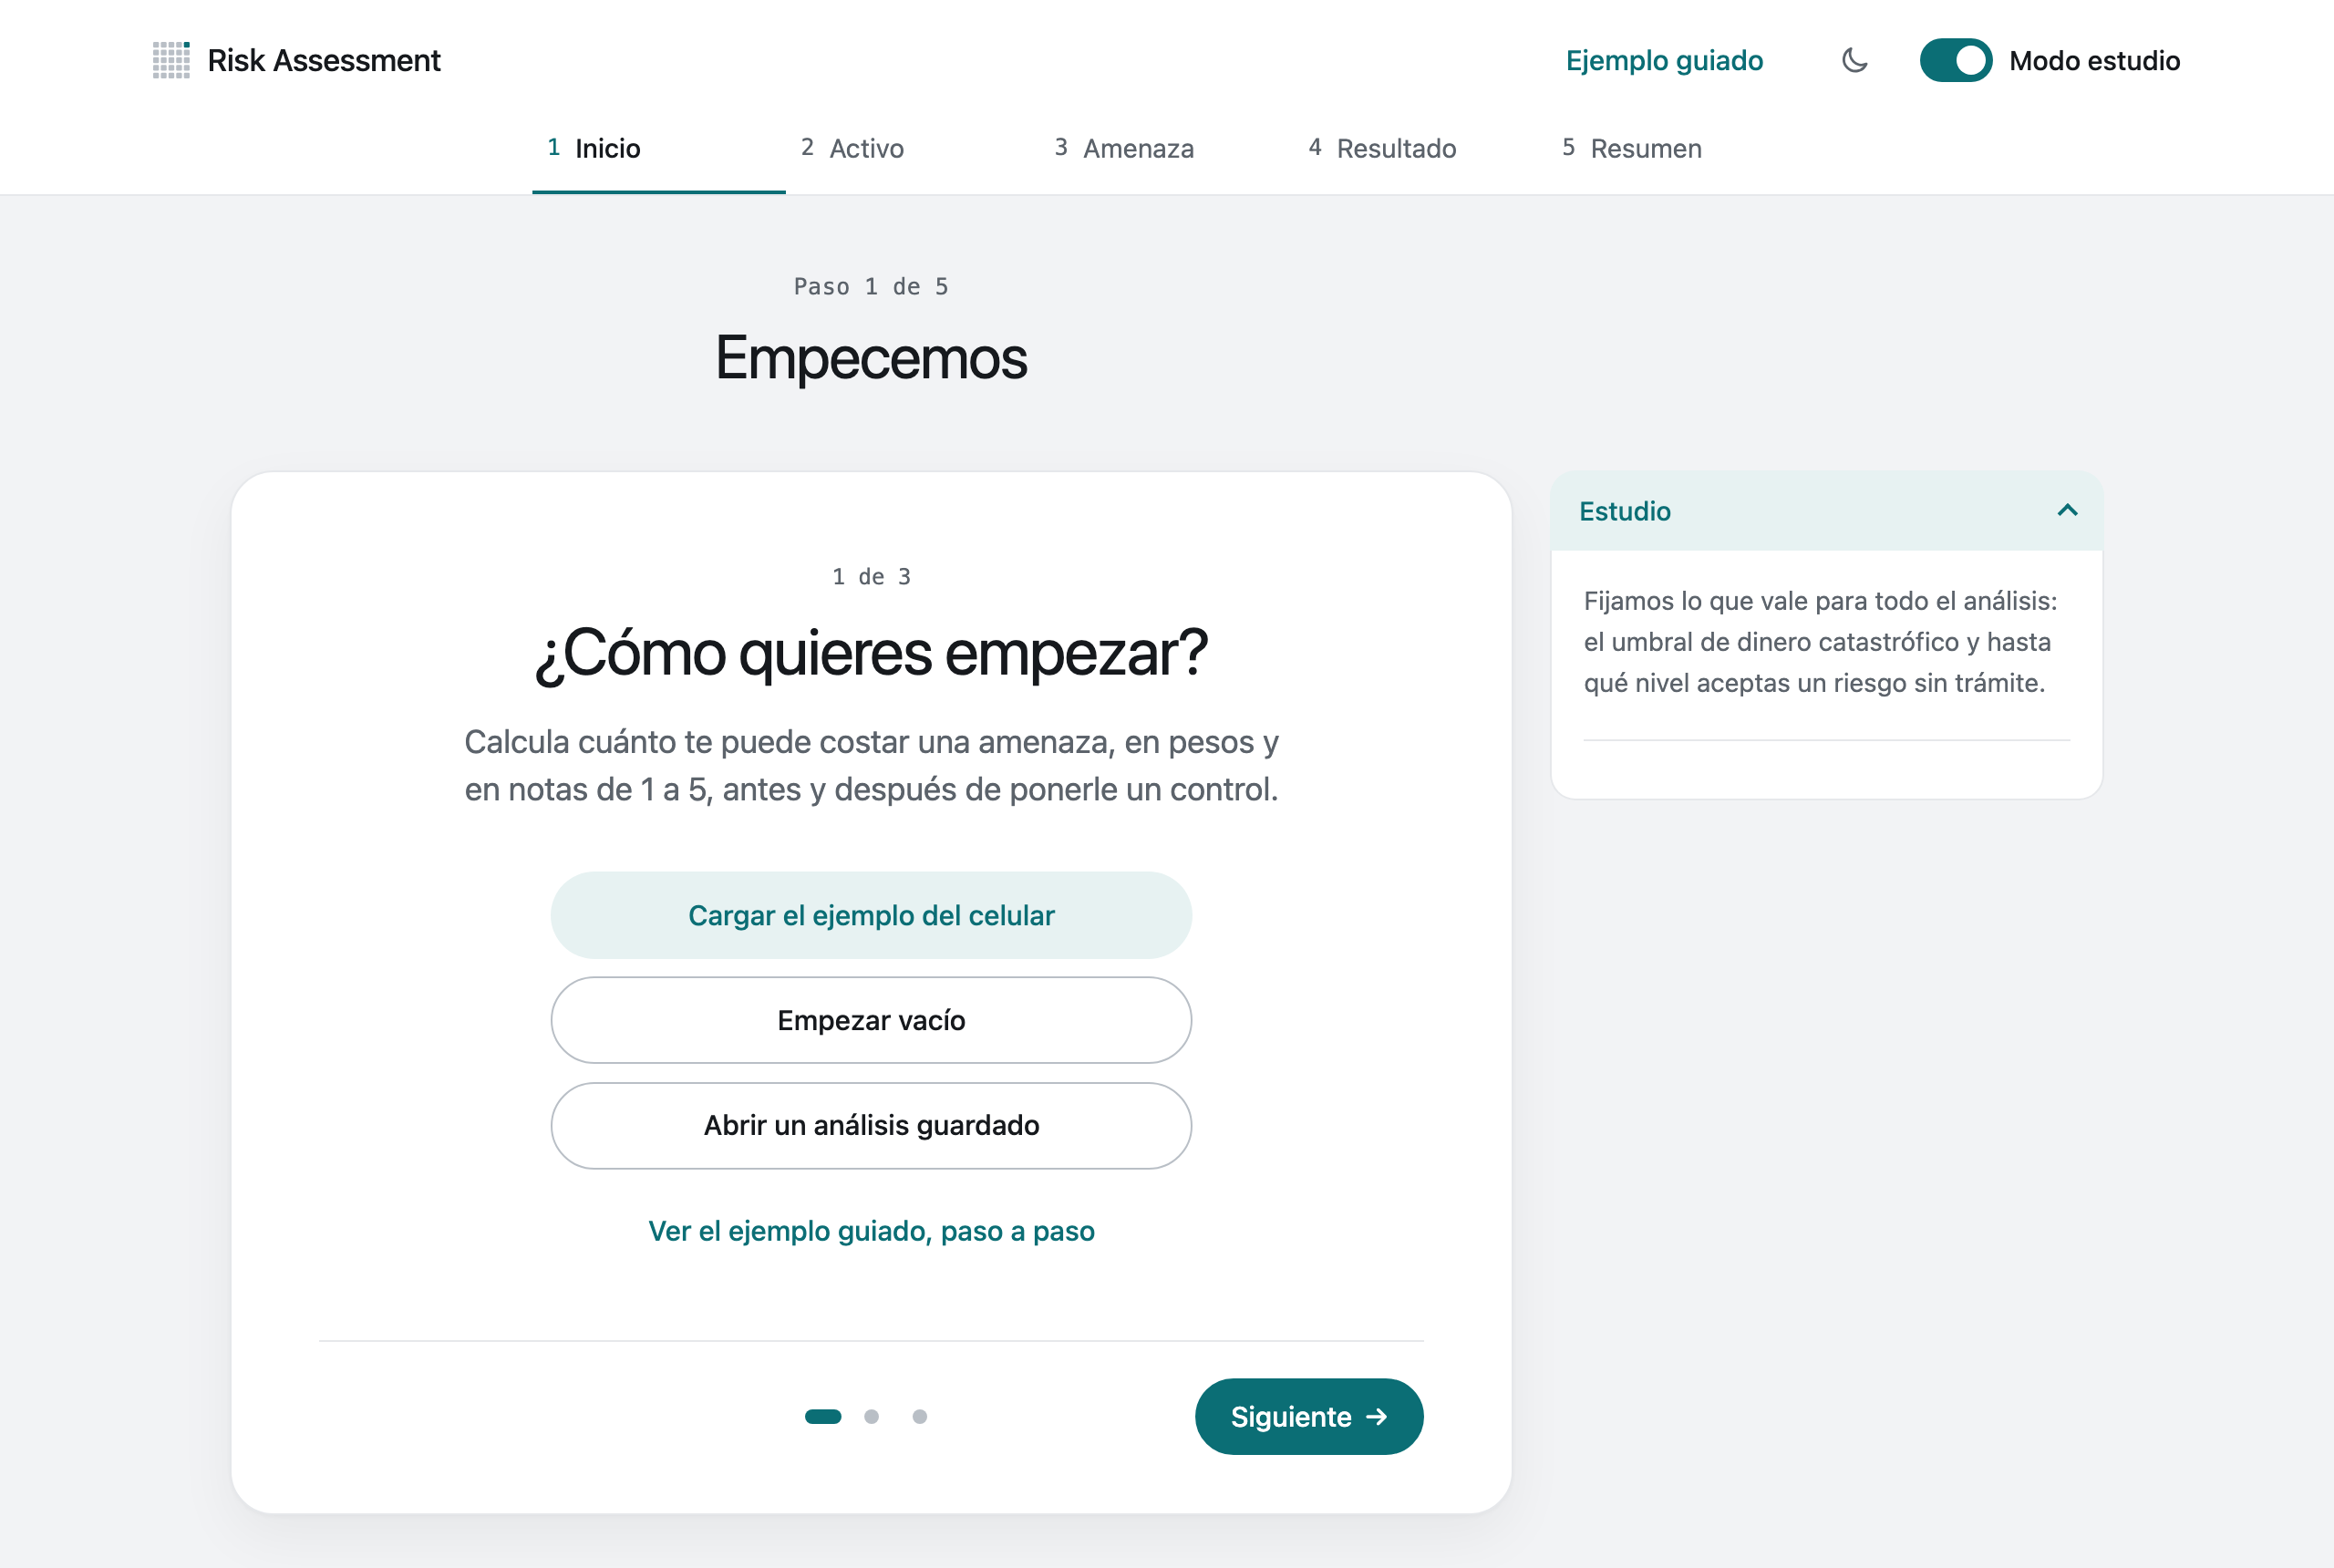 Risk Assessment
Ejemplo guiado
Modo estudio
1 Inicio
2 Activo
3 Amenaza
4 Resultado
5 Resumen
Paso 1 de 5
Empecemos
1 de 3
¿Cómo quieres empezar?
Calcula cuánto te puede costar una amenaza, en pesos y
en notas de 1 a 5, antes y después de ponerle un control.
Cargar el ejemplo del celular
Empezar vacío
Abrir un análisis guardado
Ver el ejemplo guiado, paso a paso
Siguiente →
Estudio
Fijamos lo que vale para todo el análisis:
el umbral de dinero catastrófico y hasta
qué nivel aceptas un riesgo sin trámite.